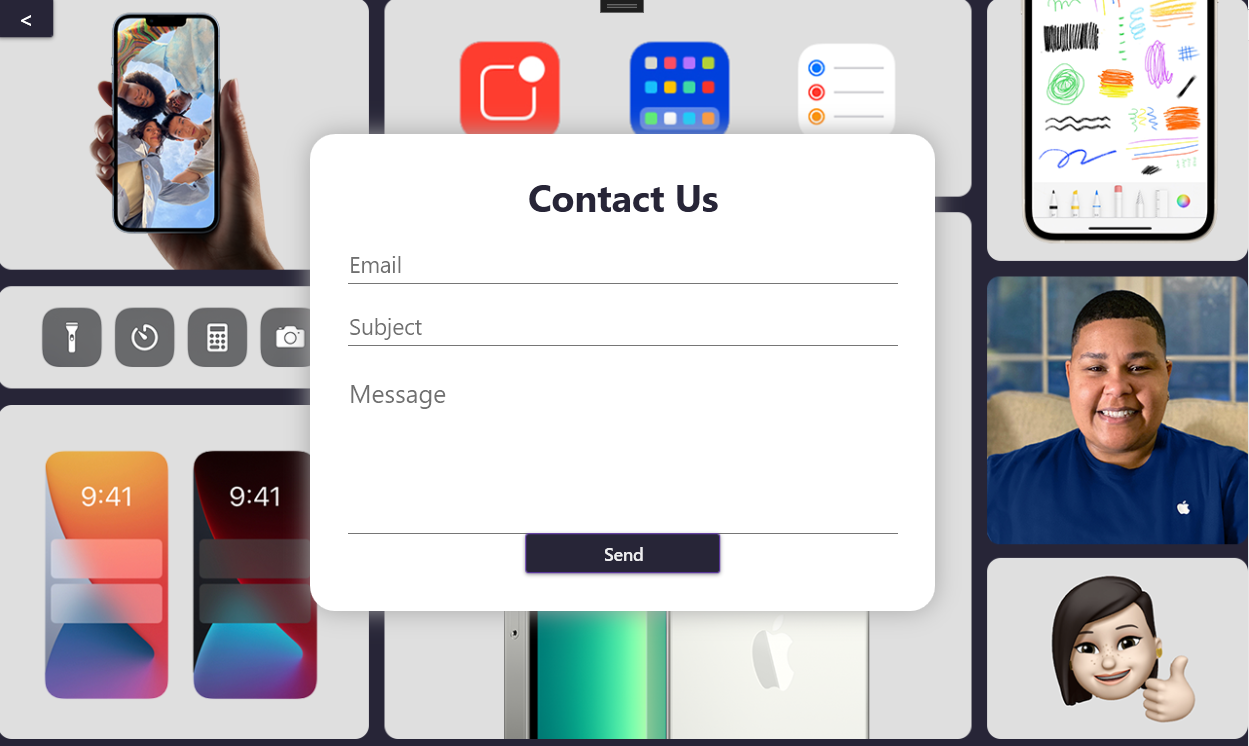 <
Contact Us
Email
Subject
Message
9:41
9:41
Send